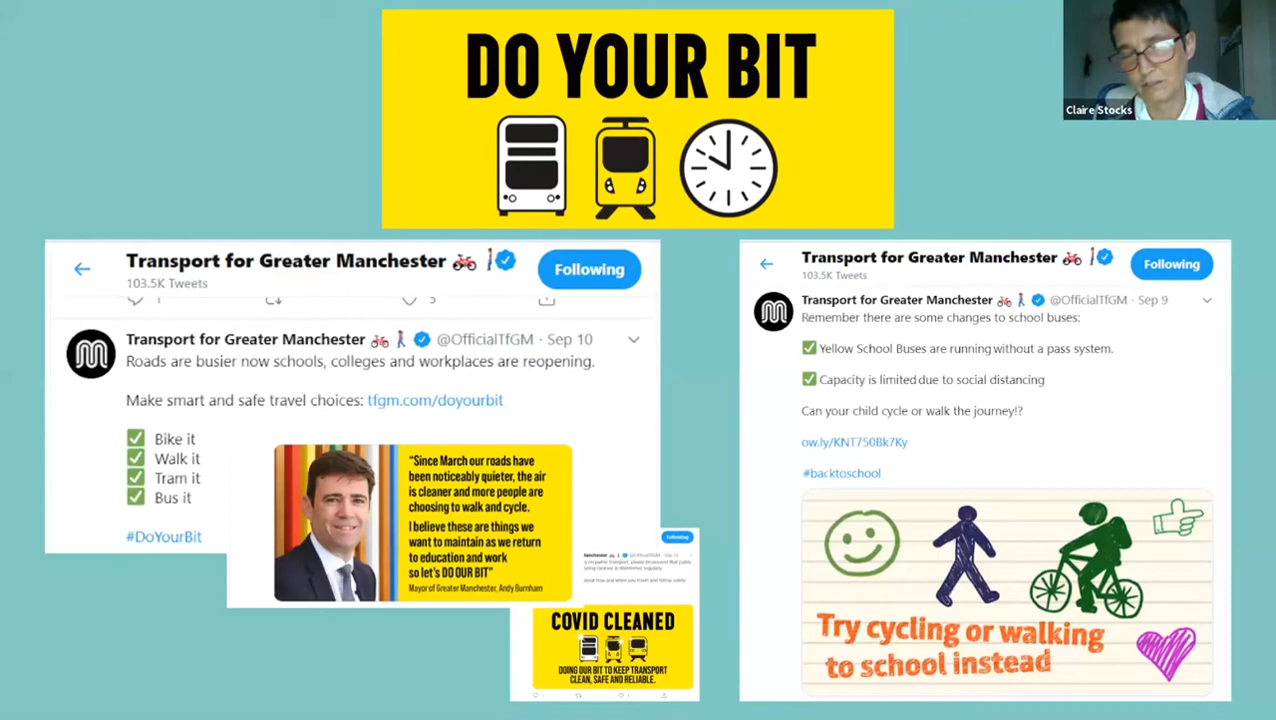 DO YOUR BIT
Claire Stocks
Transport for Greater Manchester
103.5K Tweets
Following
5
Transport for Greater Manchester @OfficialTfGM · Sep 10
Roads are busier now schools, colleges and workplaces are reopening.
Make smart and safe travel choices: tfgm.com/doyourbit
Bike it
Walk it
Tram it
Bus it
#DoYourBit
“Since March our roads have
been noticeably quieter, the air
is cleaner and more people are
choosing to walk and cycle.
I believe these are things we
want to maintain as we return
to education and work
so let's DO OUR BIT”
Mayor of Greater Manchester, Andy Burnham
Following
COVID CLEANED
DOING OUR BIT TO KEEP TRANSPORT
CLEAN, SAFE AND RELIABLE.
Transport for Greater Manchester
103.5K Tweets
Following
Transport for Greater Manchester @OfficialTfGM · Sep 9
Remember there are some changes to school buses:
Yellow School Buses are running without a pass system.
Capacity is limited due to social distancing
Can your child cycle or walk the journey!?
ow.ly/KNT750Bk7Ky
#backtoschool
Try cycling or walking
to school instead